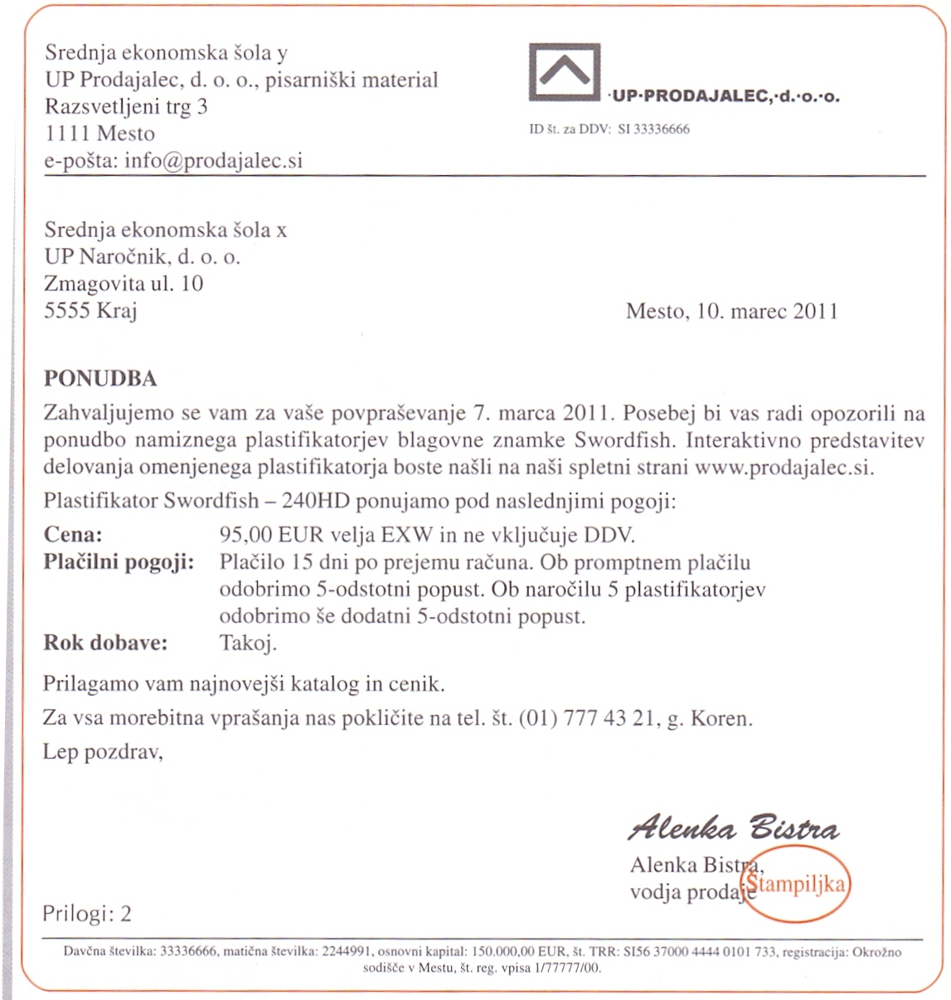 Srednja ekonomska šola y
UP Prodajalec, d. o. o., pisarniški material
Razsvetljeni trg 3
1111 Mesto
e-pošta: info@prodajalec.si
·UP·PRODAJALEC,·d.·o.·o.
ID št. za DDV: SI 33336666
Srednja ekonomska šola x
UP Naročnik, d. o. o.
Zmagovita ul. 10
5555 Kraj
Mesto, 10. marec 2011
PONUDBA
Zahvaljujemo se vam za vaše povpraševanje 7. marca 2011. Posebej bi vas radi opozorili na
ponudbo namiznega plastifikatorjev blagovne znamke Swordfish. Interaktivno predstavitev
delovanja omenjenega plastifikatorja boste našli na naši spletni strani www.prodajalec.si.
Plastifikator Swordfish – 240HD ponujamo pod naslednjimi pogoji:
Cena: 95,00 EUR velja EXW in ne vključuje DDV.
Plačilni pogoji: Plačilo 15 dni po prejemu računa. Ob promptnem plačilu
odobrimo 5-odstotni popust. Ob naročilu 5 plastifikatorjev
odobrimo še dodatni 5-odstotni popust.
Rok dobave: Takoj.
Prilagamo vam najnovejši katalog in cenik.
Za vsa morebitna vprašanja nas pokličite na tel. št. (01) 777 43 21, g. Koren.
Lep pozdrav,
Alenka Bistra
Alenka Bistra,
vodja prodaje
Štampiljka
Prilogi: 2
Davčna številka: 33336666, matična številka: 2244991, osnovni kapital: 150.000,00 EUR, št. TRR: SI56 37000 4444 0101 733, registracija: Okrožno
sodišče v Mestu, št. reg. vpisa 1/77777/00.